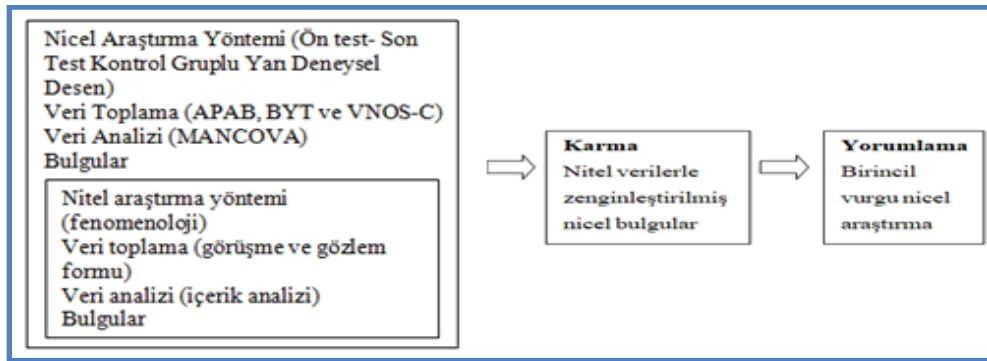 Nicel Araştırma Yöntemi (Ön test- Son
Test Kontrol Gruplu Yarı Deneysel
Desen)
Veri Toplama (APAB, BYT ve VNOS-C)
Veri Analizi (MANCOVA)
Bulgular
Nitel araştırma yöntemi
(fenomenoloji)
Veri toplama (görüşme ve gözlem
formu)
Veri analizi (içerik analizi)
Bulgular
Karma
Nitel verilerle
zenginleştirilmiş
nicel bulgular
Yorumlama
Birincil
vurgu nicel
araştırma